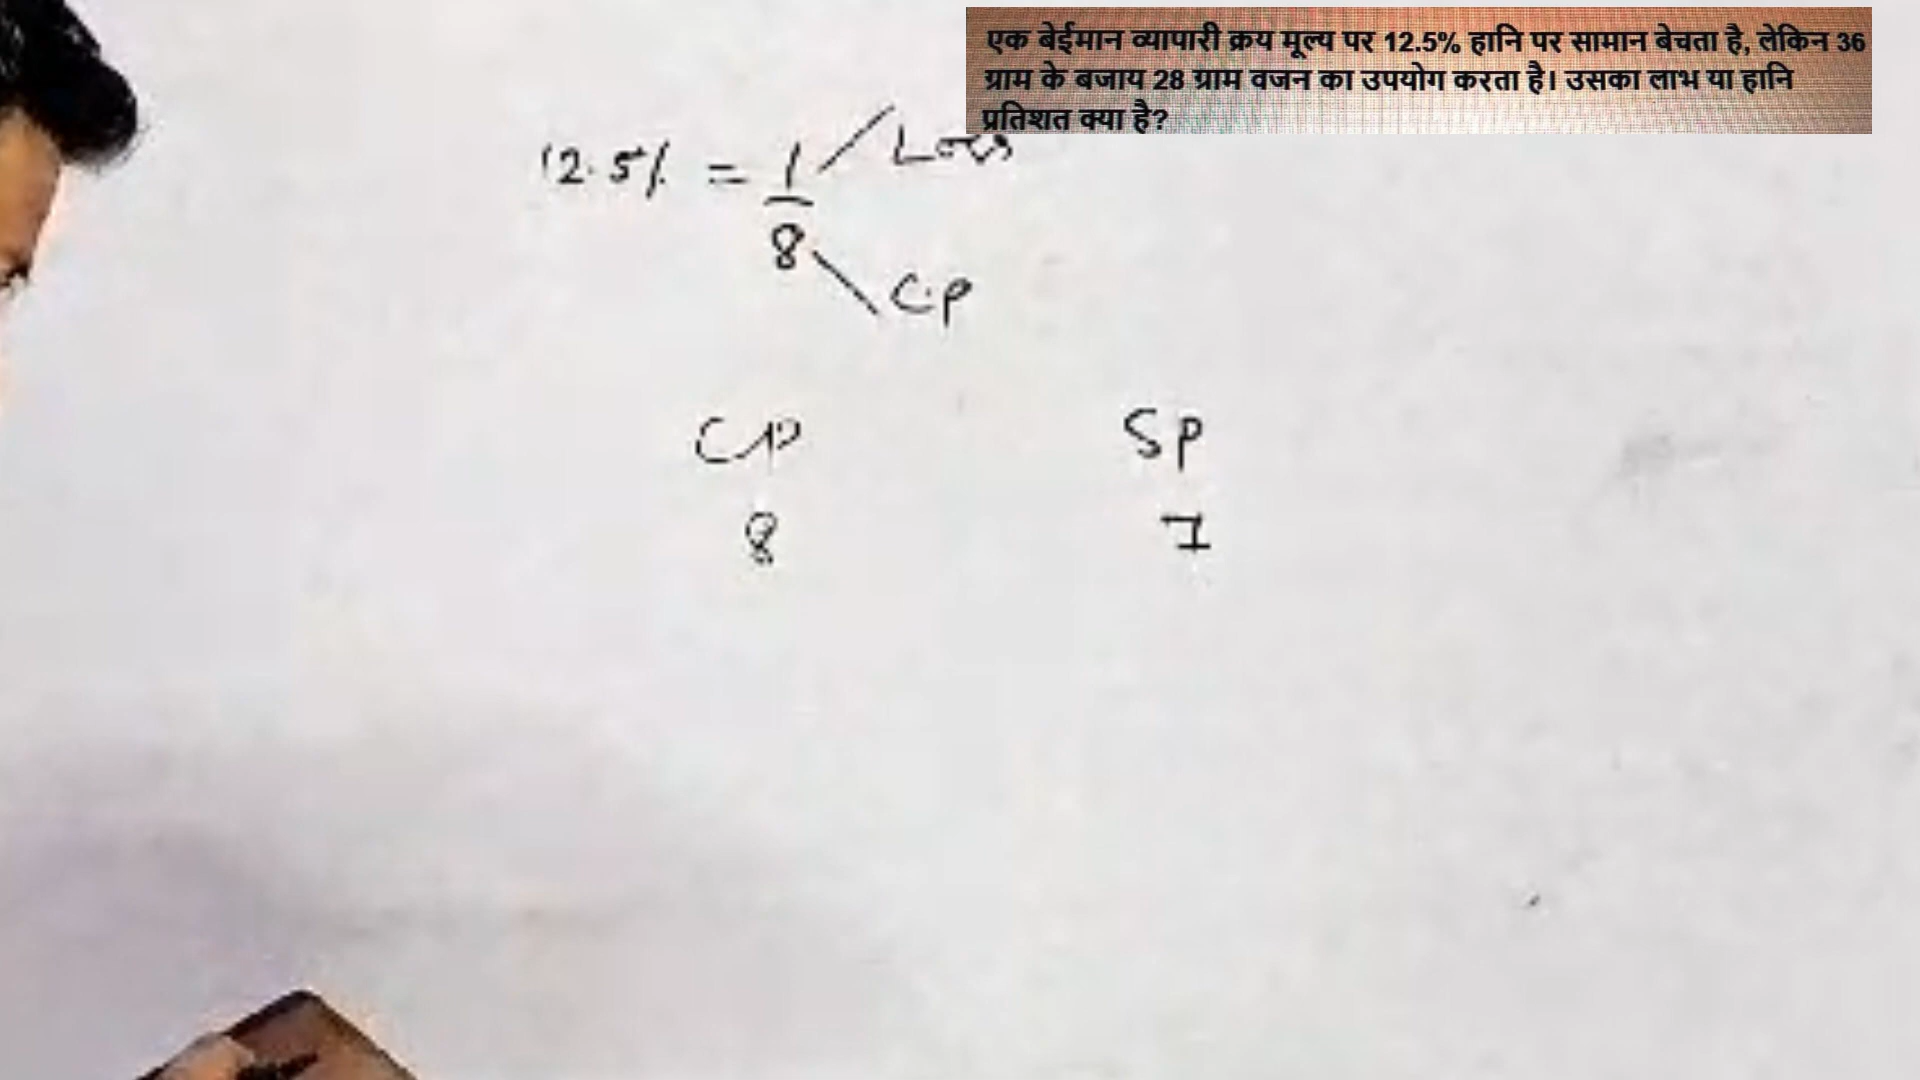 एक बेईमान व्यापारी क्रय मूल्य पर 12.5% हानि पर सामान बेचता है, लेकिन 36
ग्राम के बजाय 28 ग्राम वजन का उपयोग करता है। उसका लाभ या हानि
प्रतिशत क्या है?
12.5% = 1/8
Loss
C.P
CP SP
8 7